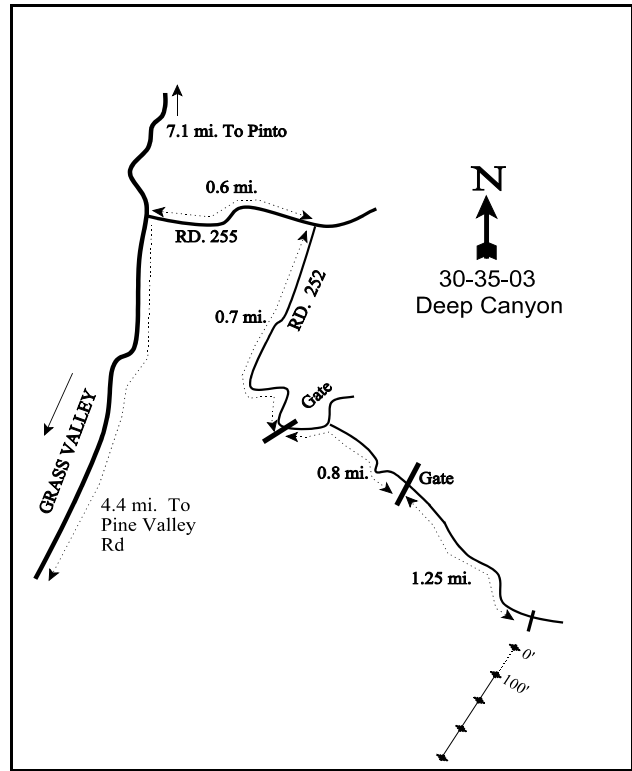 7.1 mi. To Pinto
0.6 mi.
RD. 255
N
30-35-03
Deep Canyon
RD. 252
0.7 mi.
Gate
GRASS VALLEY
0.8 mi.
Gate
4.4 mi. To
Pine Valley
Rd
1.25 mi.
0'
100'